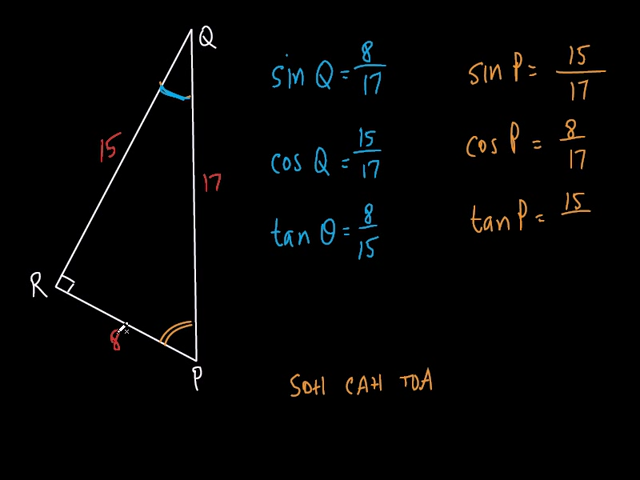 Q
15
17
R
8
P
sin Q = 8/17
cos Q = 15/17
tan θ = 8/15
sin P = 15/17
cos P = 8/17
tan P = 15/
SOH CAH TOA